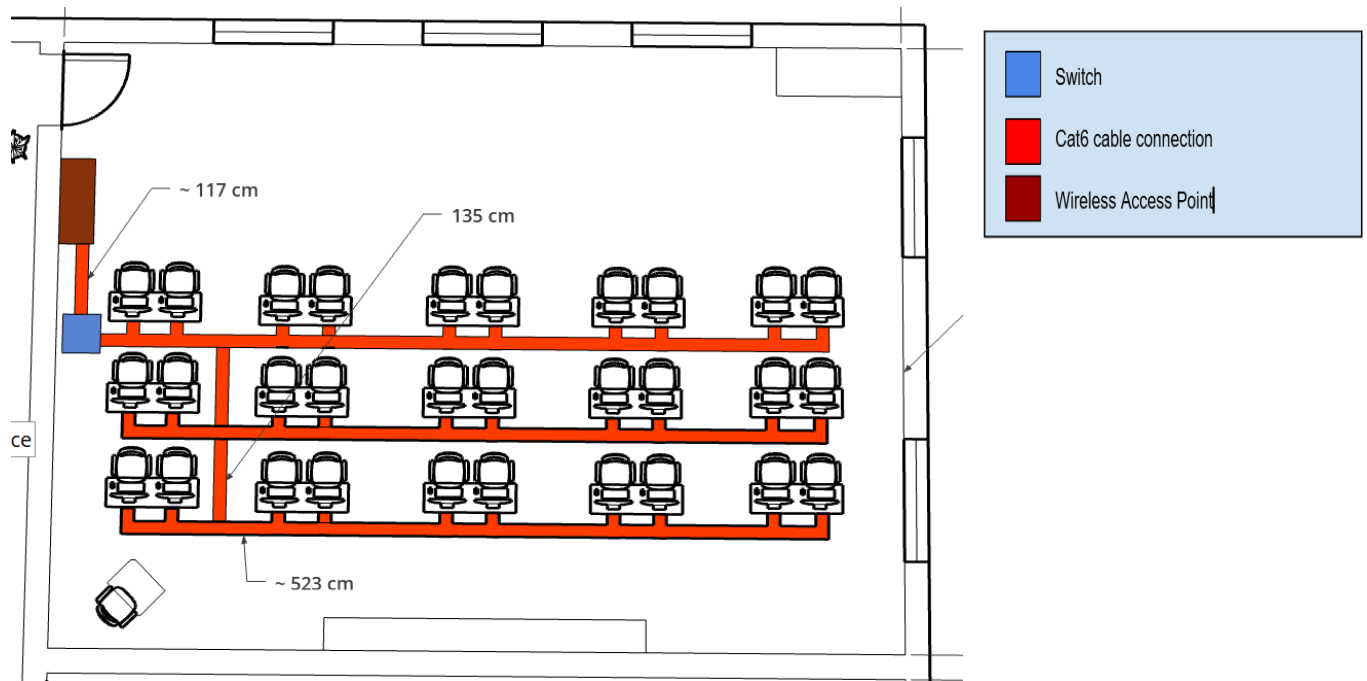 Switch
Cat6 cable connection
Wireless Access Point
~ 117 cm
135 cm
ce
~ 523 cm